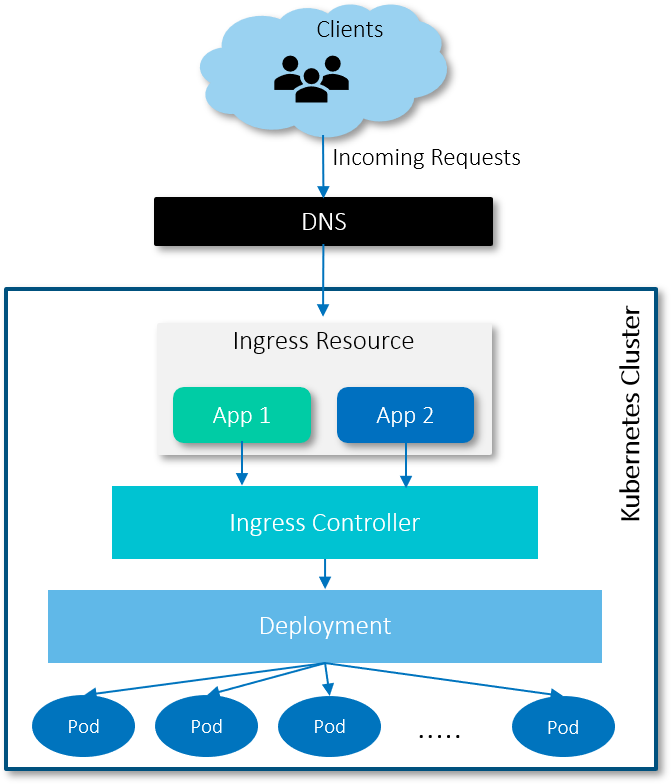 Clients
Incoming Requests
DNS
Kubernetes Cluster
Ingress Resource
App 1
App 2
Ingress Controller
Deployment
Pod
Pod
Pod
.....
Pod